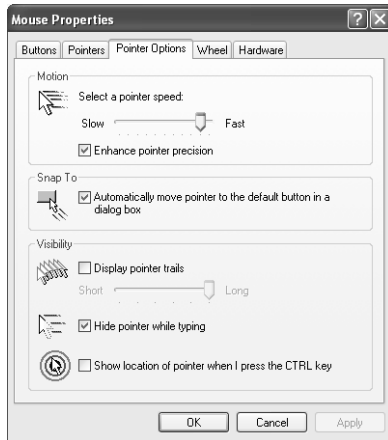 Mouse Properties
Buttons Pointers Pointer Options Wheel Hardware
Motion
Select a pointer speed:
Slow Fast
Enhance pointer precision
Snap To
Automatically move pointer to the default button in a
dialog box
Visibility
Display pointer trails
Short Long
Hide pointer while typing
Show location of pointer when I press the CTRL key
OK Cancel Apply